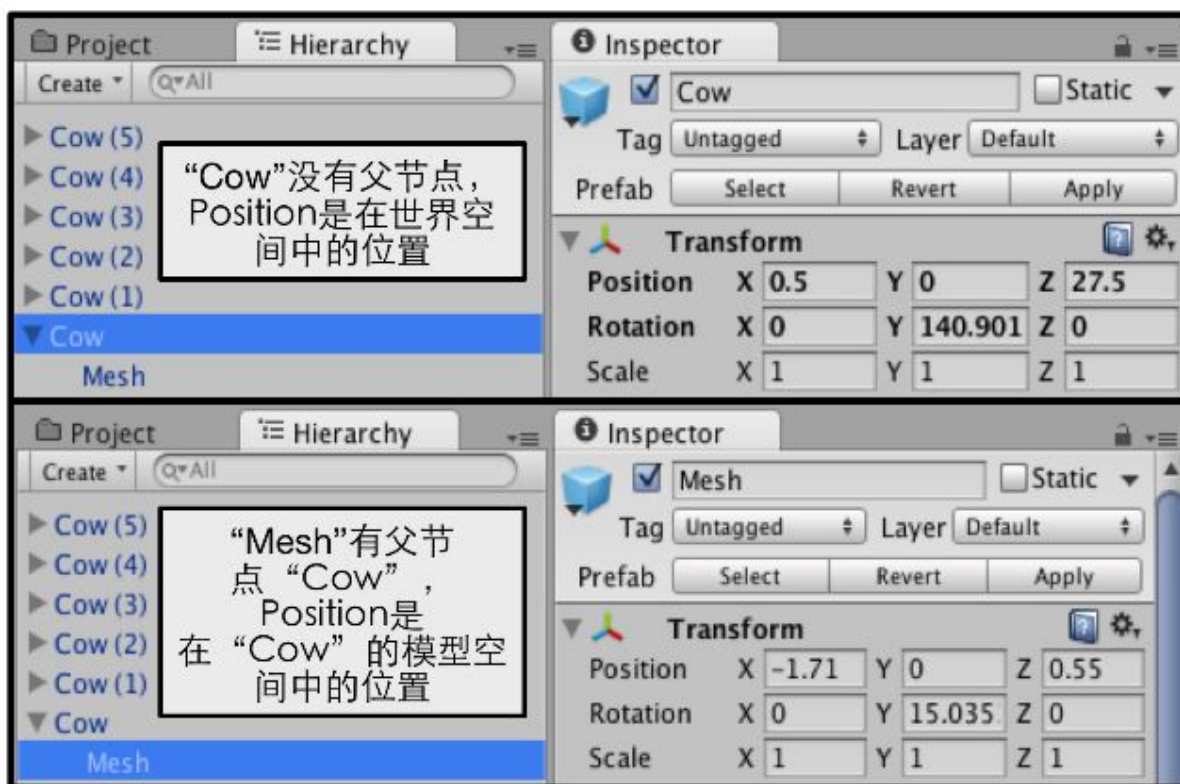 Project
Hierarchy
Create
All
Cow (5)
Cow (4)
Cow (3)
Cow (2)
Cow (1)
Cow
Mesh
“Cow”没有父节点，
Position是在世界空
间中的位置
Inspector
Cow
Static
Tag Untagged Layer Default
Prefab Select Revert Apply
Transform
Position X 0.5 Y 0 Z 27.5
Rotation X 0 Y 140.901 Z 0
Scale X 1 Y 1 Z 1
Project
Hierarchy
Create
All
Cow (5)
Cow (4)
Cow (3)
Cow (2)
Cow (1)
Cow
Mesh
“Mesh”有父节
点“Cow”，
Position是
在“Cow”的模型空
间中的位置
Inspector
Mesh
Static
Tag Untagged Layer Default
Prefab Select Revert Apply
Transform
Position X -1.71 Y 0 Z 0.55
Rotation X 0 Y 15.035 Z 0
Scale X 1 Y 1 Z 1